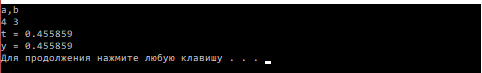 a,b
4 3
t = 0.455859
y = 0.455859
Для продолжения нажмите любую клавишу . . .